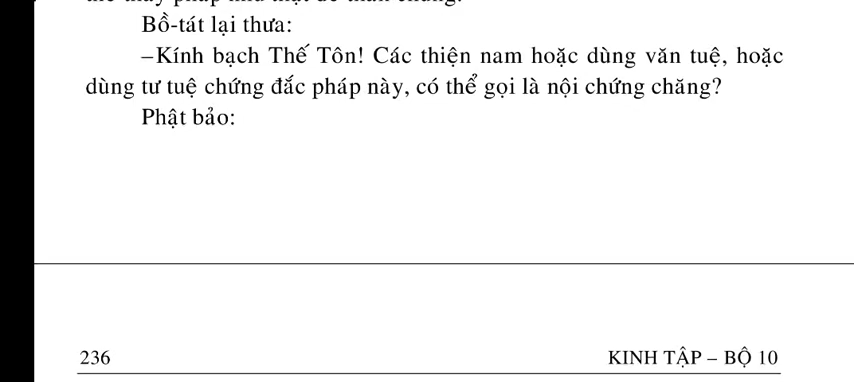 Bồ-tát lại thưa:
–Kính bạch Thế Tôn! Các thiện nam hoặc dùng văn tuệ, hoặc
dùng tư tuệ chứng đắc pháp này, có thể gọi là nội chứng chăng?
Phật bảo:
236
KINH TẬP – BỘ 10